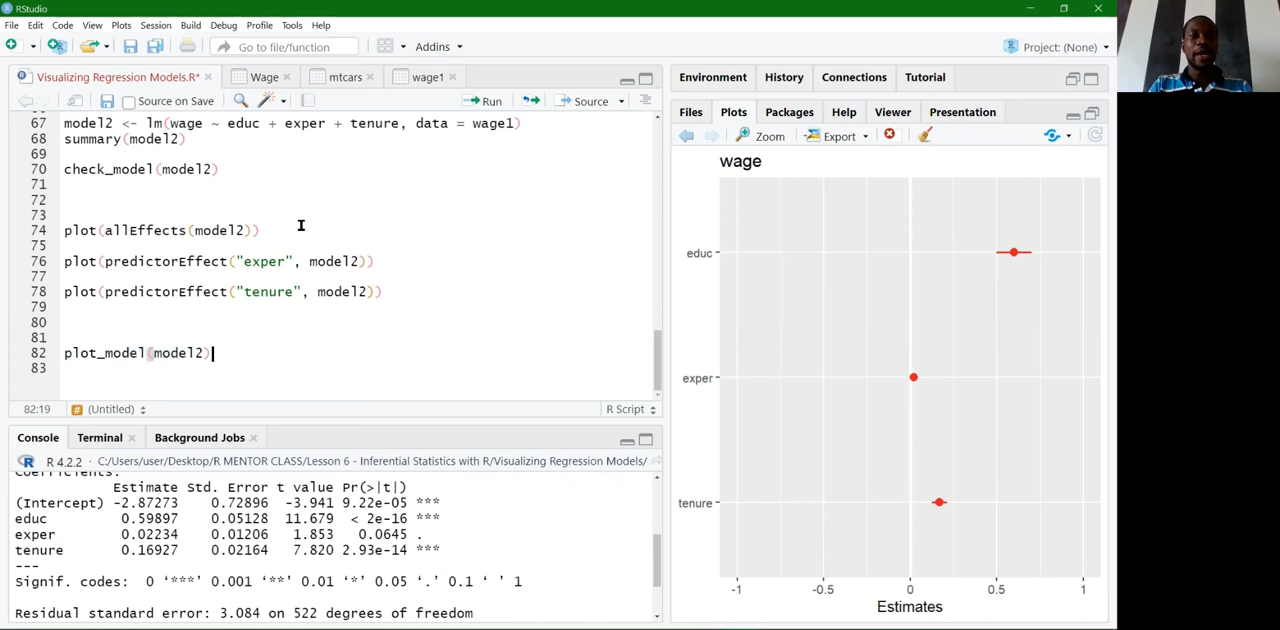 RStudio
File Edit Code View Plots Session Build Debug Profile Tools Help
Go to file/function Addins Project: (None)
Visualizing Regression Models.R* Wage mtcars wage1
Source on Save Run Source
67 model2 <- lm(wage ~ educ + exper + tenure, data = wage1)
68 summary(model2)
69
70 check_model(model2)
71
72
73
74 plot(allEffects(model2))
75
76 plot(predictorEffect("exper", model2))
77
78 plot(predictorEffect("tenure", model2))
79
80
81
82 plot_model(model2)
83
82:19 (Untitled) R Script
Console Terminal Background Jobs
R 4.2.2 · C:/Users/user/Desktop/R MENTOR CLASS/Lesson 6 - Inferential Statistics with R/Visualizing Regression Models/
Coefficients:
Estimate Std. Error t value Pr(>|t|)
(Intercept) -2.87273 0.72896 -3.941 9.22e-05 ***
educ 0.59897 0.05128 11.679 < 2e-16 ***
exper 0.02234 0.01206 1.853 0.0645 .
tenure 0.16927 0.02164 7.820 2.93e-14 ***
---
Signif. codes: 0 ‘***’ 0.001 ‘**’ 0.01 ‘*’ 0.05 ‘.’ 0.1 ‘ ’ 1
Residual standard error: 3.084 on 522 degrees of freedom
Environment History Connections Tutorial
Files Plots Packages Help Viewer Presentation
Zoom Export
wage
educ
exper
tenure
-1 -0.5 0 0.5 1
Estimates